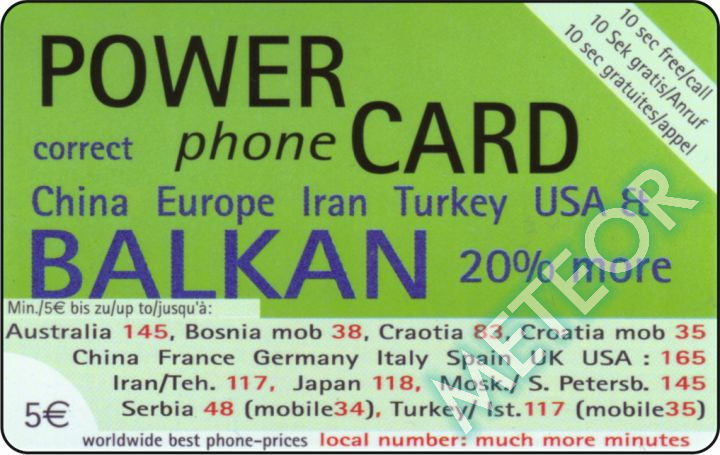 POWER
correct phone CARD
10 sec free/call
10 Sek gratis/Anruf
10 sec gratuites/appel
China Europe Iran Turkey USA &
BALKAN 20% more
Min./5€ bis zu/up to/jusqu'à:
Australia 145, Bosnia mob 38, Craotia 83, Croatia mob 35
China France Germany Italy Spain UK USA : 165
Iran/Teh. 117, Japan 118, Mosk./ S. Petersb. 145
Serbia 48 (mobile34), Turkey/ Ist.117 (mobile35)
5€
worldwide best phone-prices local number: much more minutes
METEOR